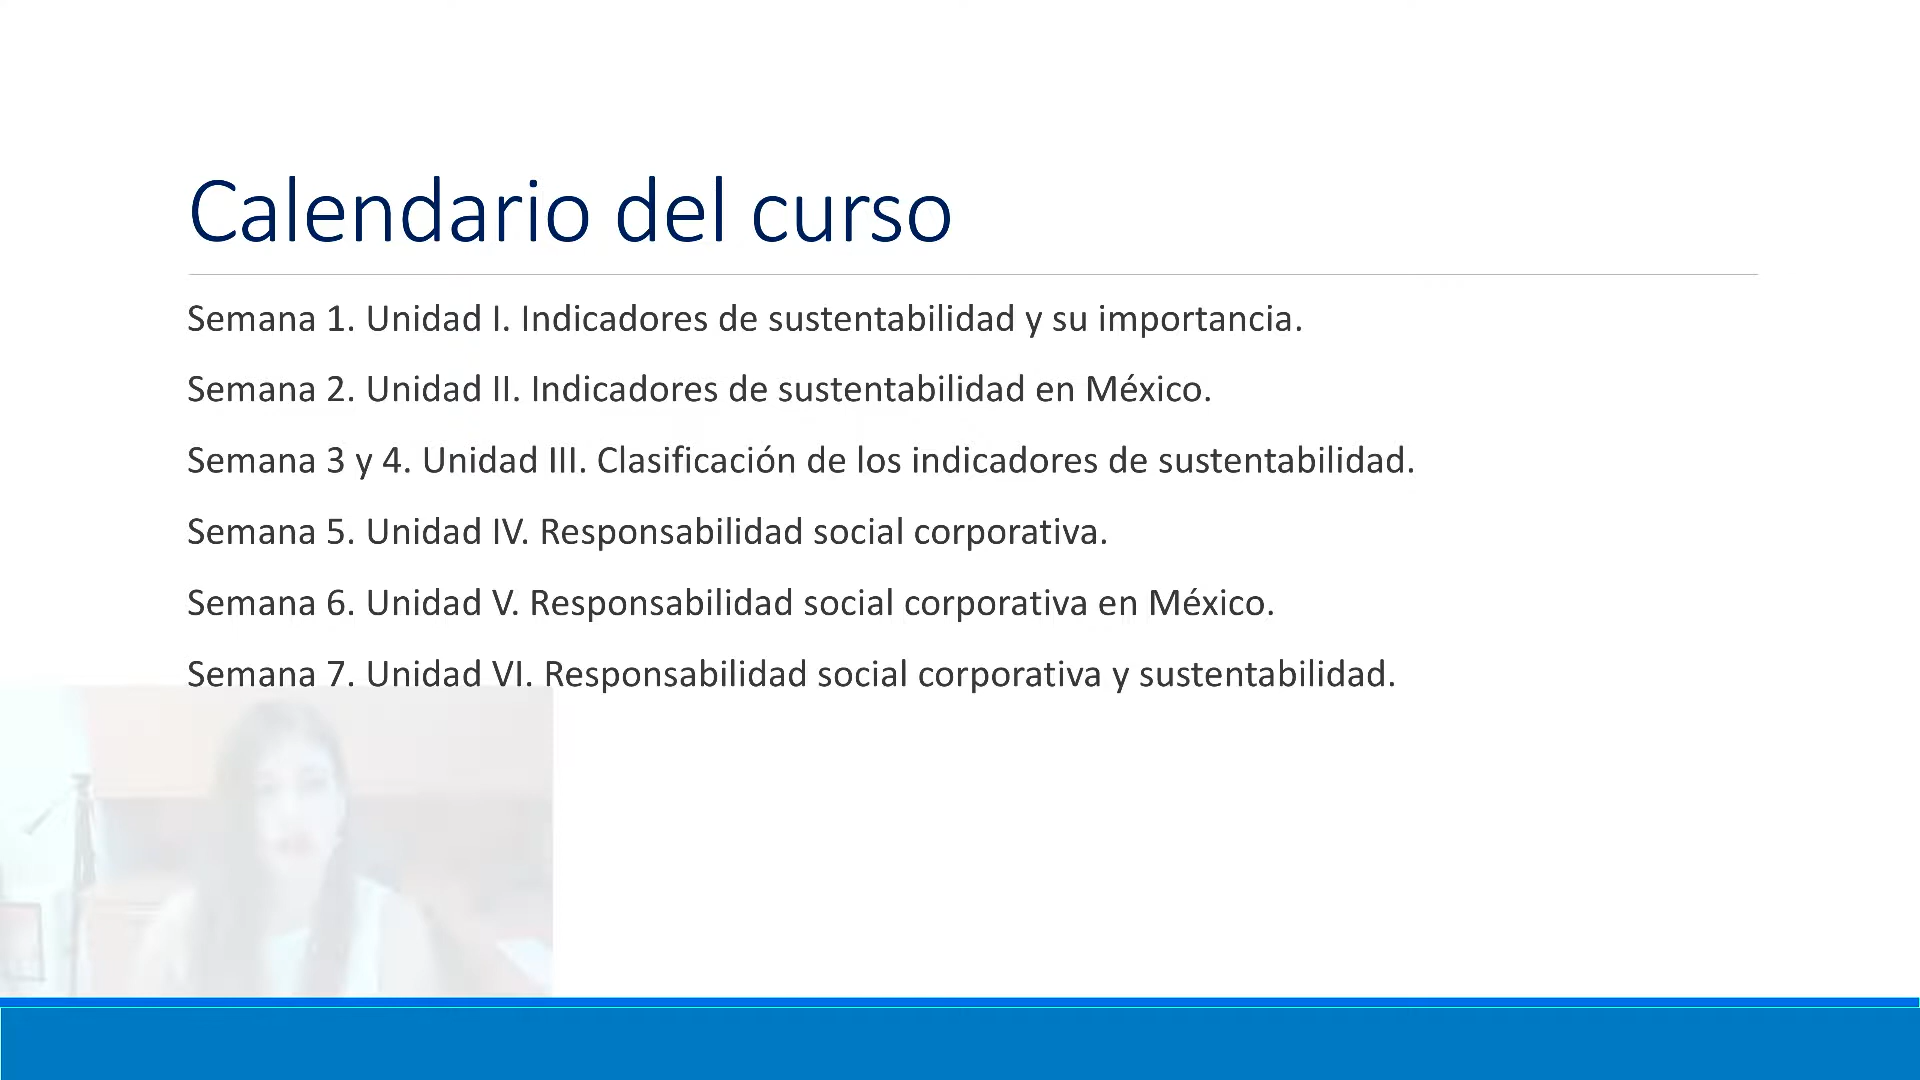 Calendario del curso
Semana 1. Unidad I. Indicadores de sustentabilidad y su importancia.
Semana 2. Unidad II. Indicadores de sustentabilidad en México.
Semana 3 y 4. Unidad III. Clasificación de los indicadores de sustentabilidad.
Semana 5. Unidad IV. Responsabilidad social corporativa.
Semana 6. Unidad V. Responsabilidad social corporativa en México.
Semana 7. Unidad VI. Responsabilidad social corporativa y sustentabilidad.